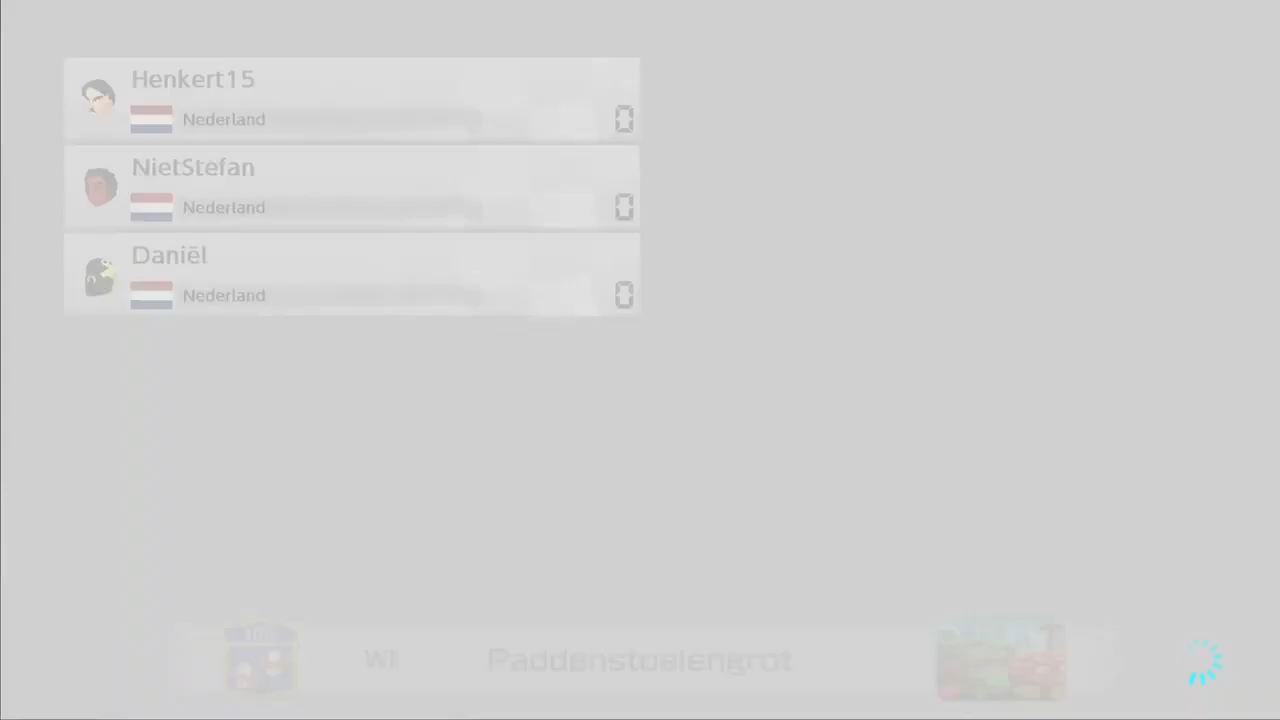 Henkert15
Nederland
0
NietStefan
Nederland
0
Daniël
Nederland
0
Wii Paddenstoelengrot